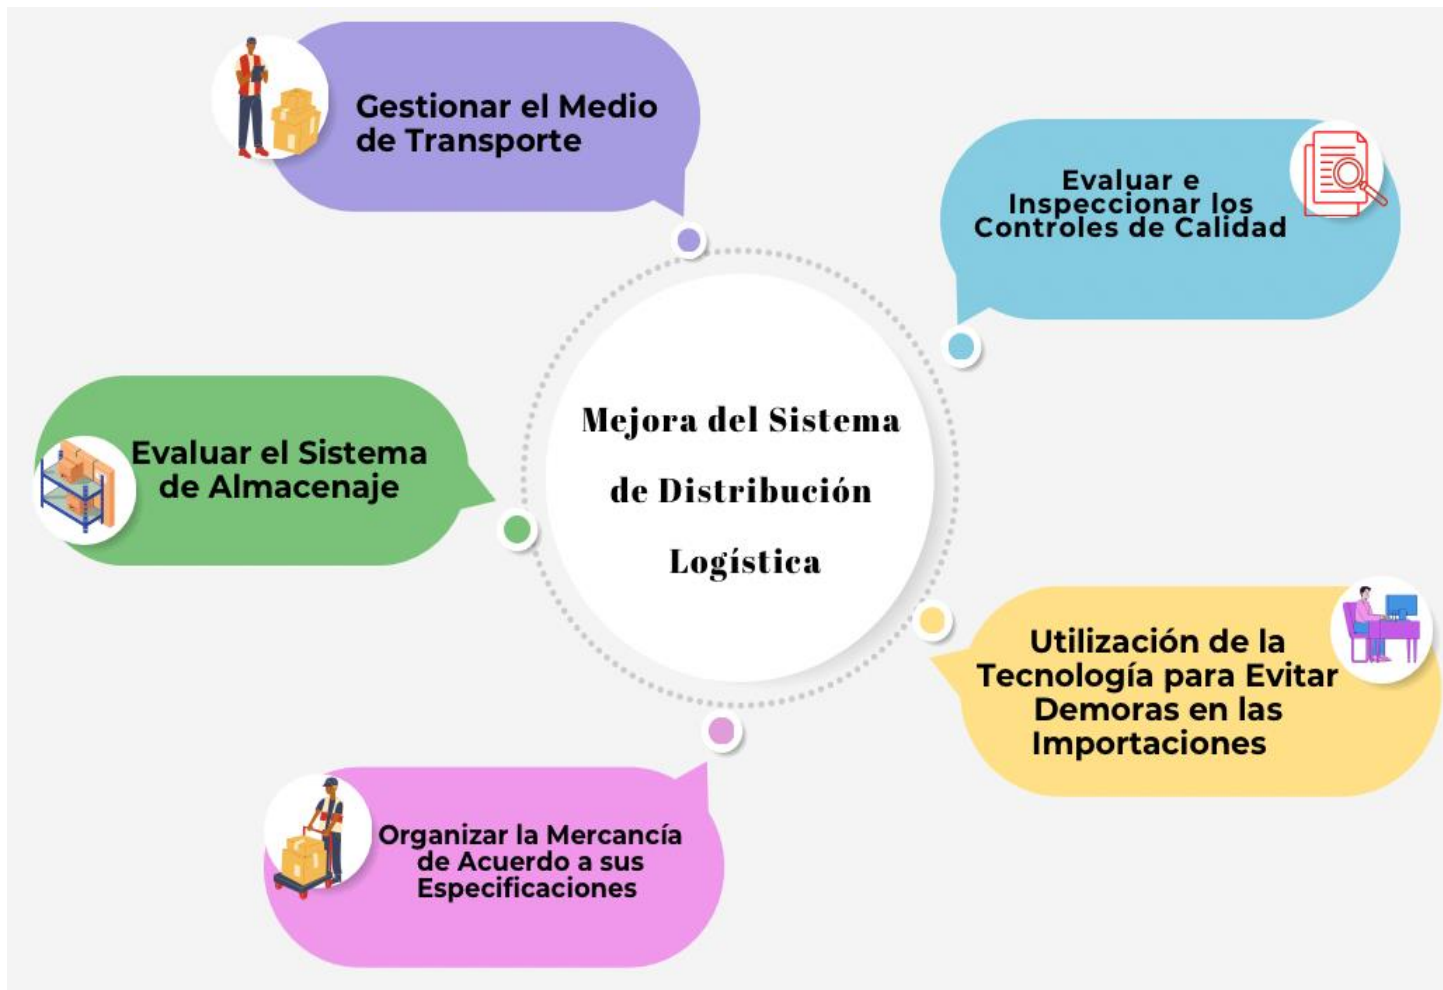 Gestionar el Medio
de Transporte
Evaluar e
Inspeccionar los
Controles de Calidad
Evaluar el Sistema
de Almacenaje
Mejora del Sistema
de Distribución
Logística
Utilización de la
Tecnología para Evitar
Demoras en las
Importaciones
Organizar la Mercancía
de Acuerdo a sus
Especificaciones